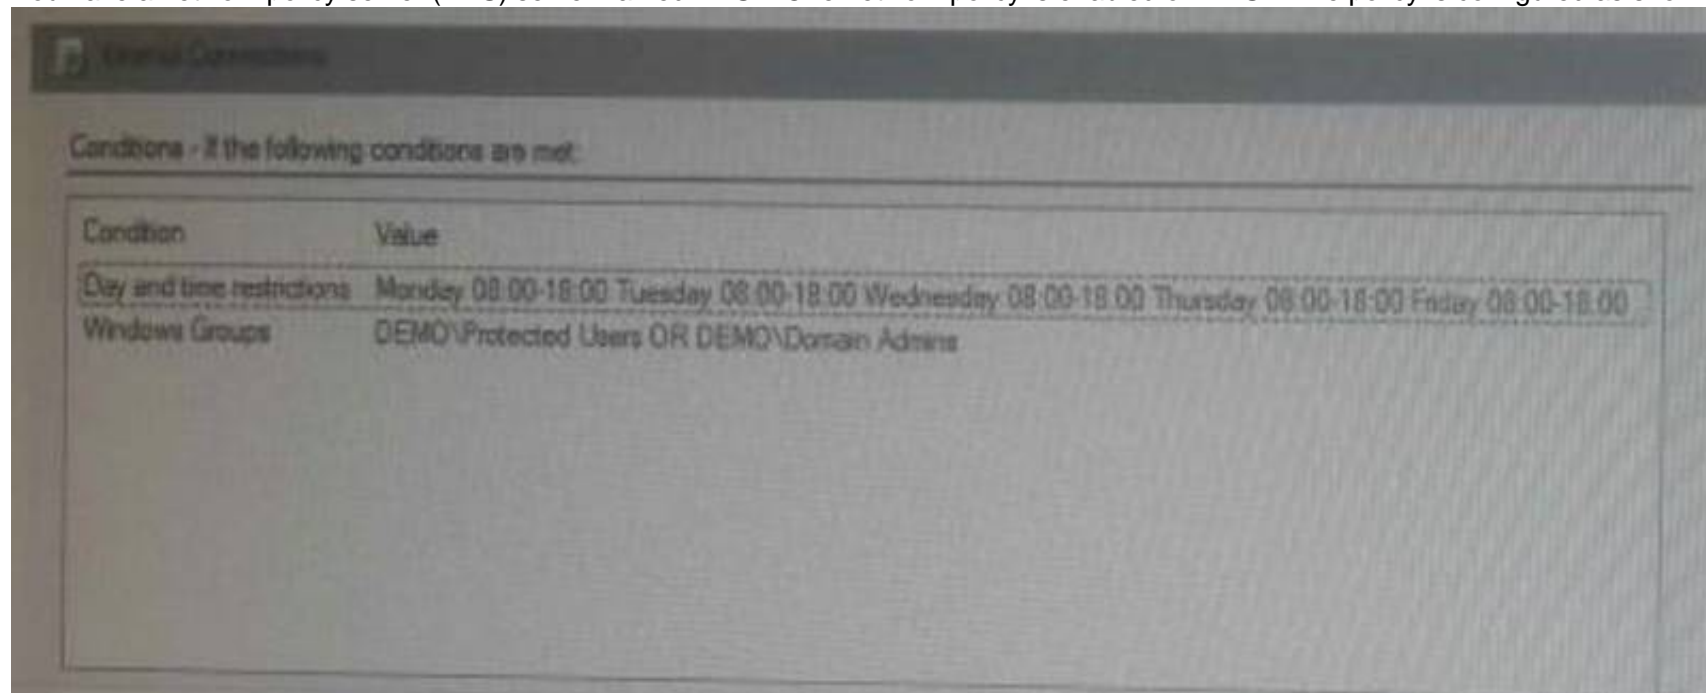 Connections
Conditions - If the following conditions are met:
Condition Value
Day and time restrictions Monday 08:00-18:00 Tuesday 08:00-18:00 Wednesday 08:00-18:00 Thursday 08:00-18:00 Friday 08:00-18:00
Windows Groups DEMO\Protected Users OR DEMO\Domain Admins